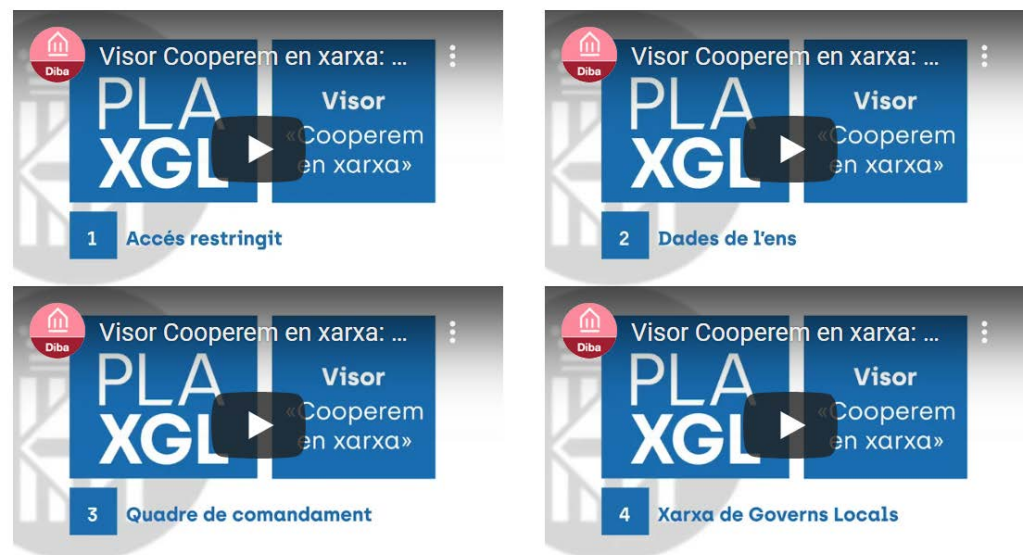 Diba
Visor Cooperem en xarxa: ...
PLA
XGL
Visor
«Cooperem
en xarxa»
1 Accés restringit
Diba
Visor Cooperem en xarxa: ...
PLA
XGL
Visor
«Cooperem
en xarxa»
2 Dades de l'ens
Diba
Visor Cooperem en xarxa: ...
PLA
XGL
Visor
«Cooperem
en xarxa»
3 Quadre de comandament
Diba
Visor Cooperem en xarxa: ...
PLA
XGL
Visor
«Cooperem
en xarxa»
4 Xarxa de Governs Locals